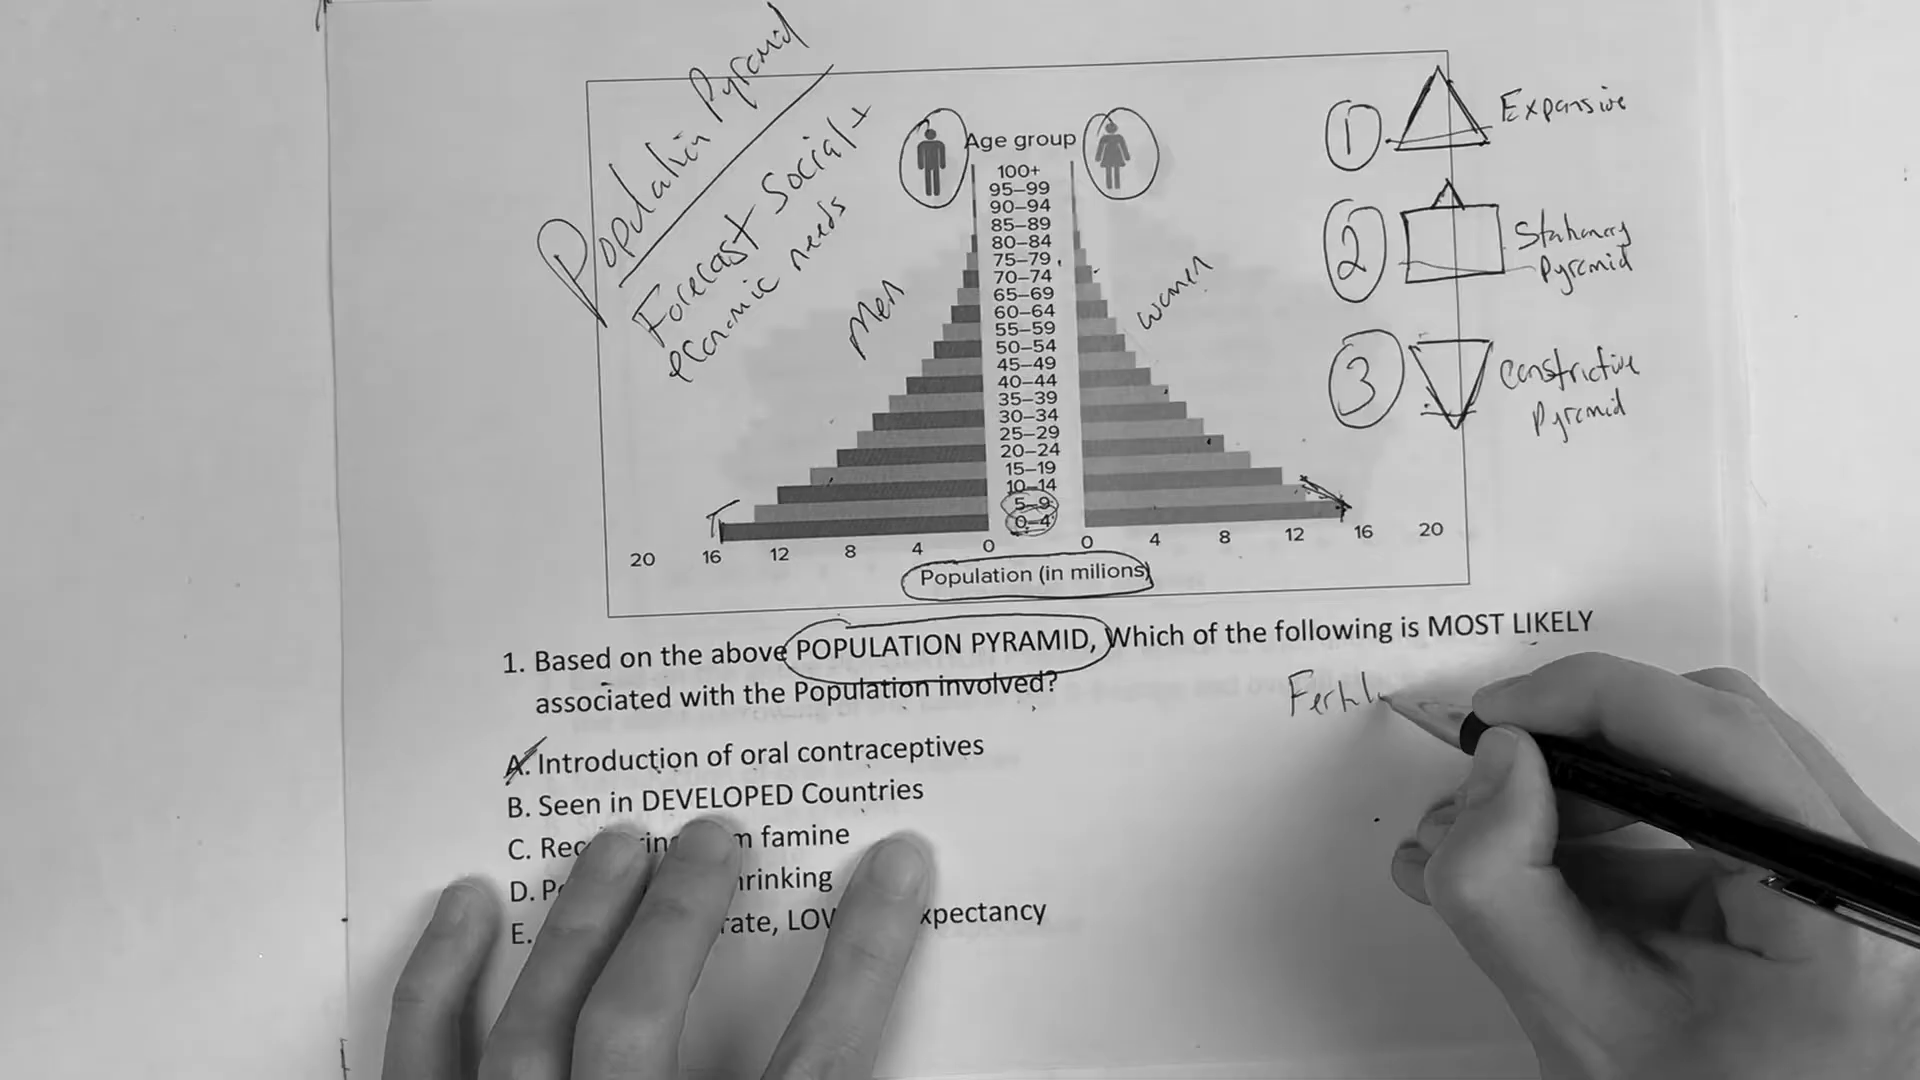 Population Pyramid
Forecast Social +
economic needs
Men
Women
Age group
100+
95–99
90–94
85–89
80–84
75–79
70–74
65–69
60–64
55–59
50–54
45–49
40–44
35–39
30–34
25–29
20–24
15–19
10–14
5–9
0–4
20 16 12 8 4 0 0 4 8 12 16 20
Population (in milions)
1 Expansive
2 Stationary
Pyramid
3 Constrictive
Pyramid
1. Based on the above POPULATION PYRAMID, Which of the following is MOST LIKELY
associated with the Population involved?
Fertili
A. Introduction of oral contraceptives
B. Seen in DEVELOPED Countries
C. famine
D.
E. LOW